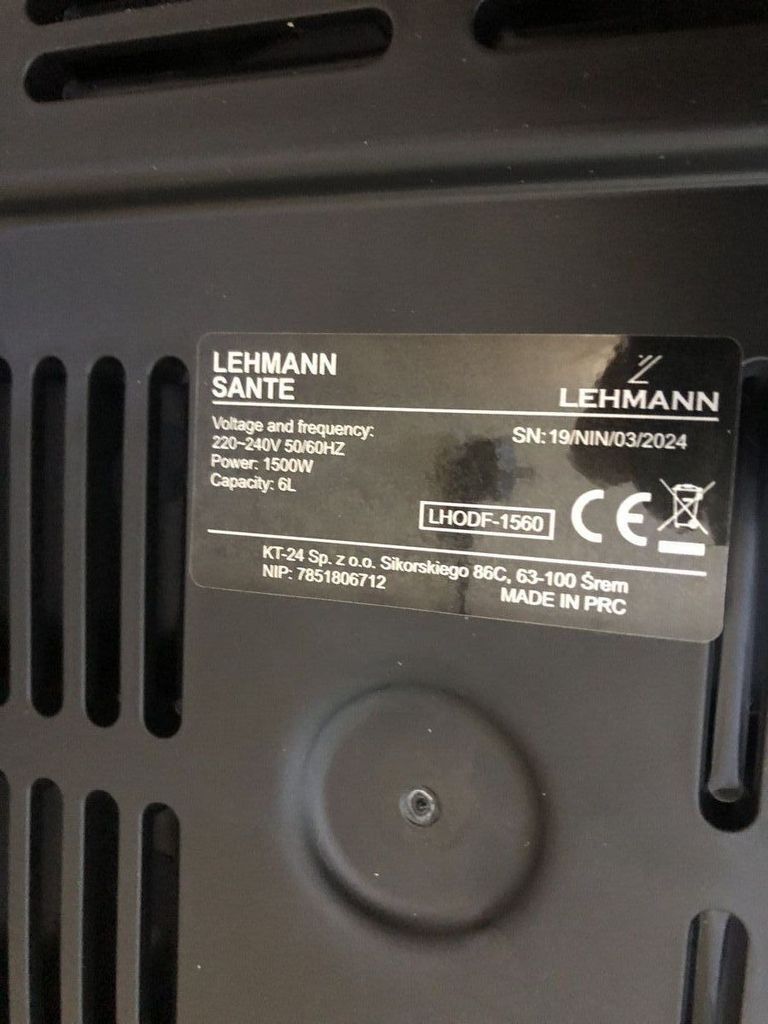 LEHMANN
SANTE
LEHMANN
Voltage and frequency:
220~240V 50/60HZ
Power: 1500W
Capacity: 6L
SN: 19/NIN/03/2024
LHODF-1560
CE
KT-24 Sp. z o.o. Sikorskiego 86C, 63-100 Śrem
NIP: 7851806712
MADE IN PRC